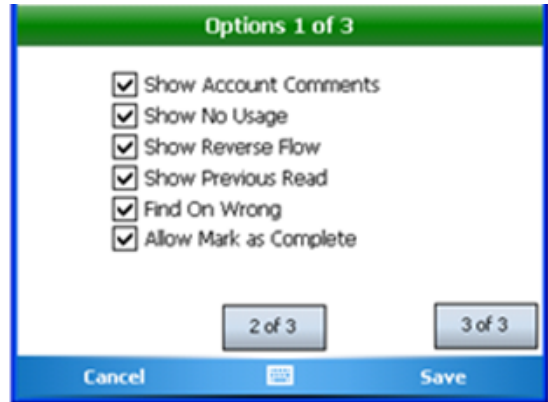 Options 1 of 3
Show Account Comments
Show No Usage
Show Reverse Flow
Show Previous Read
Find On Wrong
Allow Mark as Complete
2 of 3 3 of 3
Cancel Save